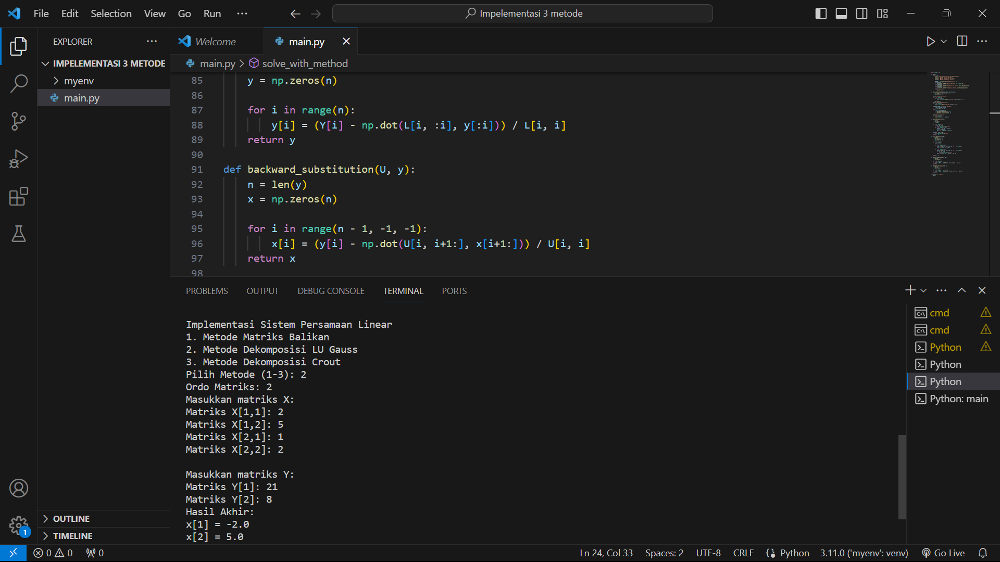 File Edit Selection View Go Run ··· Impelementasi 3 metode
EXPLORER ···
Welcome main.py
main.py > solve_with_method
IMPELEMENTASI 3 METODE
myenv
main.py
85 y = np.zeros(n)
86
87 for i in range(n):
88 y[i] = (Y[i] - np.dot(L[i, :i], y[:i])) / L[i, i]
89 return y
90
91 def backward_substitution(U, y):
92 n = len(y)
93 x = np.zeros(n)
94
95 for i in range(n - 1, -1, -1):
96 x[i] = (y[i] - np.dot(U[i, i+1:], x[i+1:])) / U[i, i]
97 return x
98
PROBLEMS OUTPUT DEBUG CONSOLE TERMINAL PORTS
Implementasi Sistem Persamaan Linear
1. Metode Matriks Balikan
2. Metode Dekomposisi LU Gauss
3. Metode Dekomposisi Crout
Pilih Metode (1-3): 2
Ordo Matriks: 2
Masukkan matriks X:
Matriks X[1,1]: 2
Matriks X[1,2]: 5
Matriks X[2,1]: 1
Matriks X[2,2]: 2
Masukkan matriks Y:
Matriks Y[1]: 21
Matriks Y[2]: 8
Hasil Akhir:
x[1] = -2.0
x[2] = 5.0
cmd
cmd
Python
Python
Python
Python: main
OUTLINE
TIMELINE
1
0 0 0 Ln 24, Col 33 Spaces: 2 UTF-8 CRLF Python 3.11.0 ('myenv': venv) Go Live